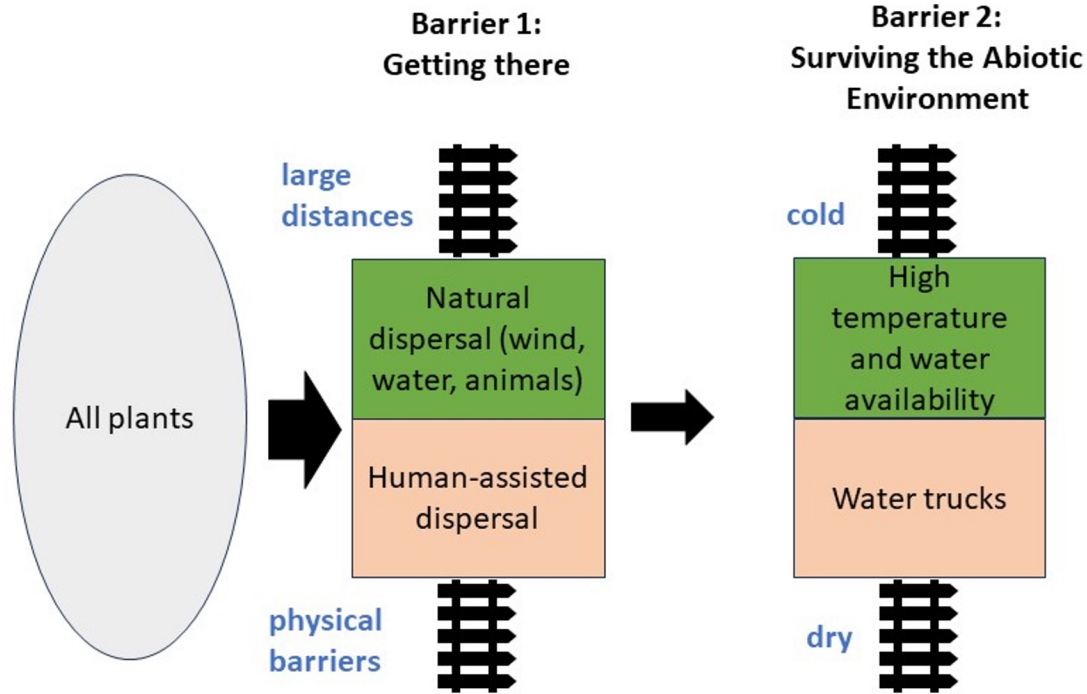 Barrier 1:
Getting there
Barrier 2:
Surviving the Abiotic
Environment
large
distances
cold
All plants
Natural
dispersal (wind,
water, animals)
Human-assisted
dispersal
High
temperature
and water
availability
Water trucks
physical
barriers
dry